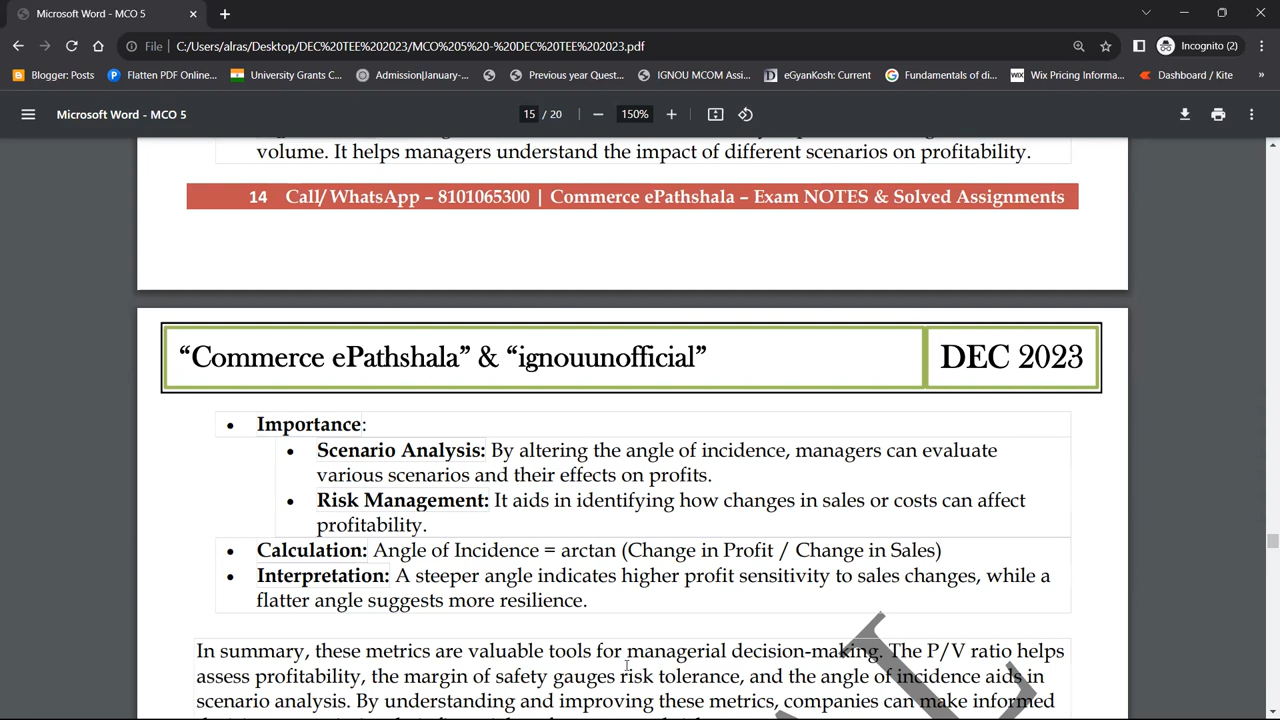 Microsoft Word - MCO 5
File C:/Users/alras/Desktop/DEC%20TEE%202023/MCO%205%20-%20DEC%20TEE%202023.pdf Incognito (2)
Blogger: Posts Flatten PDF Online... University Grants C... Admission|January-... Previous year Quest... IGNOU MCOM Assi... eGyanKosh: Current Fundamentals of di... WIX Wix Pricing Informa... Dashboard / Kite »
Microsoft Word - MCO 5 15 / 20 150%
volume. It helps managers understand the impact of different scenarios on profitability.
14 Call/ WhatsApp – 8101065300 | Commerce ePathshala – Exam NOTES & Solved Assignments
“Commerce ePathshala” & “ignouunofficial” DEC 2023
• Importance:
• Scenario Analysis: By altering the angle of incidence, managers can evaluate
various scenarios and their effects on profits.
• Risk Management: It aids in identifying how changes in sales or costs can affect
profitability.
• Calculation: Angle of Incidence = arctan (Change in Profit / Change in Sales)
• Interpretation: A steeper angle indicates higher profit sensitivity to sales changes, while a
flatter angle suggests more resilience.
In summary, these metrics are valuable tools for managerial decision-making. The P/V ratio helps
assess profitability, the margin of safety gauges risk tolerance, and the angle of incidence aids in
scenario analysis. By understanding and improving these metrics, companies can make informed